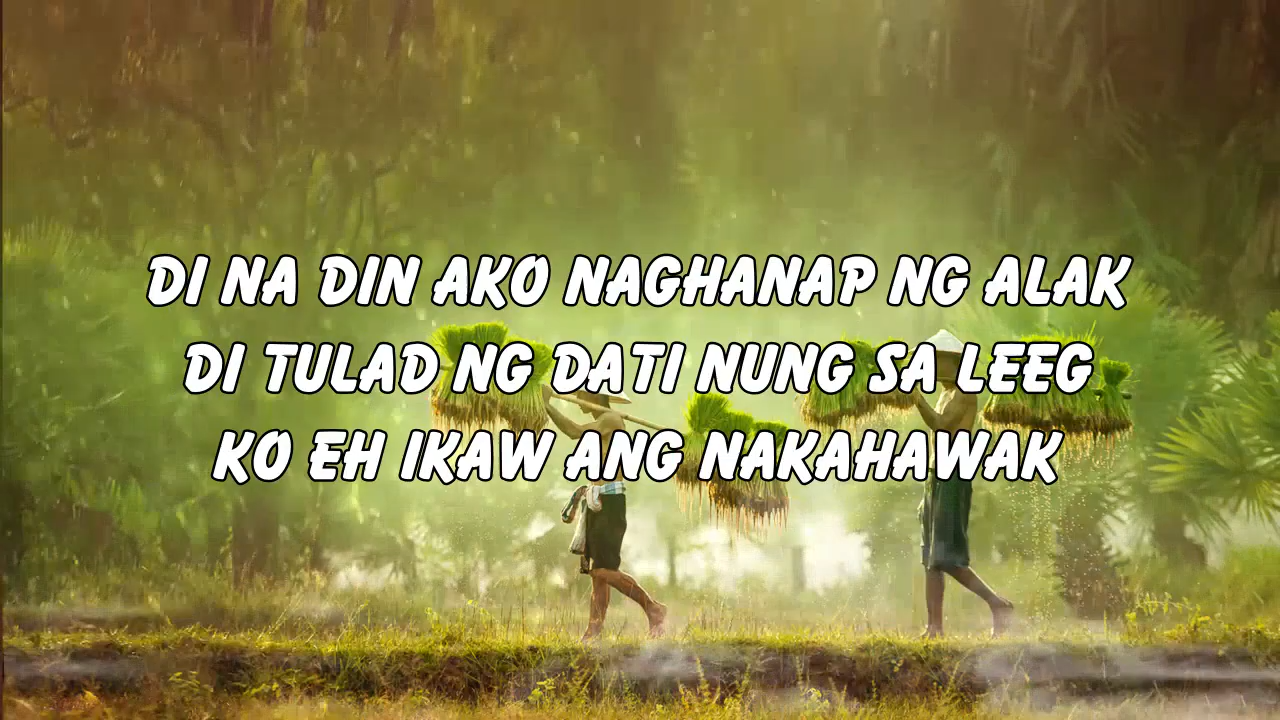 DI NA DIN AKO NAGHANAP NG ALAK
DI TULAD NG DATI NUNG SA LEEG
KO EH IKAW ANG NAKAHAWAK